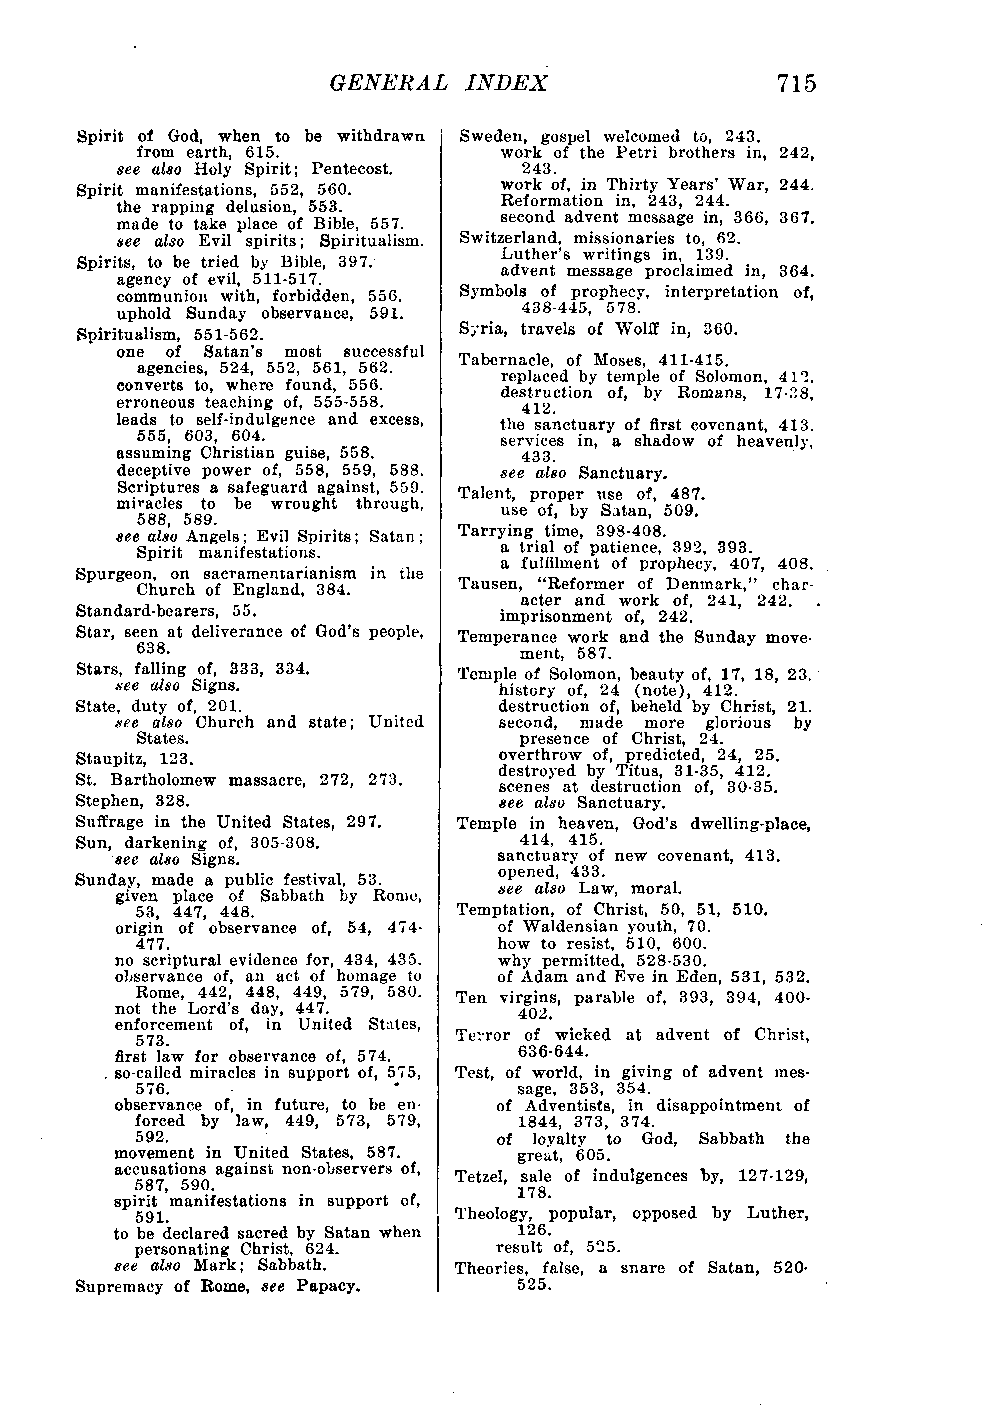 GENERAL INDEX 715
Spirit of God, when to be withdrawn
from earth, 615.
see also Holy Spirit; Pentecost.
Spirit manifestations, 552, 560.
the rapping delusion, 553.
made to take place of Bible, 557.
see also Evil spirits; Spiritualism.
Spirits, to be tried by Bible, 397.
agency of evil, 511-517.
communion with, forbidden, 556.
uphold Sunday observance, 591.
Spiritualism, 551-562.
one of Satan's most successful
agencies, 524, 552, 561, 562.
converts to, where found, 556.
erroneous teaching of, 555-558.
leads to self-indulgence and excess,
555, 603, 604.
assuming Christian guise, 558.
deceptive power of, 558, 559, 588.
Scriptures a safeguard against, 559.
miracles to be wrought through,
588, 589.
see also Angels; Evil Spirits; Satan;
Spirit manifestations.
Spurgeon, on sacramentarianism in the
Church of England, 384.
Standard-bearers, 55.
Star, seen at deliverance of God's people,
638.
Stars, falling of, 333, 334.
see also Signs.
State, duty of, 201.
see also Church and state; United
States.
Staupitz, 123.
St. Bartholomew massacre, 272, 273.
Stephen, 328.
Suffrage in the United States, 297.
Sun, darkening of, 305-308.
see also Signs.
Sunday, made a public festival, 53.
given place of Sabbath by Rome,
53, 447, 448.
origin of observance of, 54, 474-
477.
no scriptural evidence for, 434, 435.
observance of, an act of homage to
Rome, 442, 448, 449, 579, 580.
not the Lord's day, 447.
enforcement of, in United States,
573.
first law for observance of, 574.
so-called miracles in support of, 575,
576.
observance of, in future, to be en-
forced by law, 449, 573, 579,
592.
movement in United States, 587.
accusations against non-observers of,
587, 590.
spirit manifestations in support of,
591.
to be declared sacred by Satan when
personating Christ, 624.
see also Mark; Sabbath.
Supremacy of Rome, see Papacy.
Sweden, gospel welcomed to, 243.
work of the Petri brothers in, 242,
243.
work of, in Thirty Years' War, 244.
Reformation in, 243, 244.
second advent message in, 366, 367.
Switzerland, missionaries to, 62.
Luther's writings in, 139.
advent message proclaimed in, 364.
Symbols of prophecy, interpretation of,
438-445, 578.
Syria, travels of Wolff in, 360.
Tabernacle, of Moses, 411-415.
replaced by temple of Solomon, 412.
destruction of, by Romans, 17-38,
412.
the sanctuary of first covenant, 413.
services in, a shadow of heavenly,
433.
see also Sanctuary.
Talent, proper use of, 487.
use of, by Satan, 509.
Tarrying time, 398-408.
a trial of patience, 392, 393.
a fulfilment of prophecy, 407, 408.
Tausen, "Reformer of Denmark," char-
acter and work of, 241, 242.
imprisonment of, 242.
Temperance work and the Sunday move-
ment, 587.
Temple of Solomon, beauty of, 17, 18, 23.
history of, 24 (note), 412.
destruction of, beheld by Christ, 21.
second, made more glorious by
presence of Christ, 24.
overthrow of, predicted, 24, 25.
destroyed by Titus, 31-35, 412.
scenes at destruction of, 30-35.
see also Sanctuary.
Temple in heaven, God's dwelling-place,
414, 415.
sanctuary of new covenant, 413.
opened, 433.
see also Law, moral.
Temptation, of Christ, 50, 51, 510.
of Waldensian youth, 70.
how to resist, 510, 600.
why permitted, 528-530.
of Adam and Eve in Eden, 531, 532.
Ten virgins, parable of, 393, 394, 400-
402.
Terror of wicked at advent of Christ,
636-644.
Test, of world, in giving of advent mes-
sage, 353, 354.
of Adventists, in disappointment of
1844, 373, 374.
of loyalty to God, Sabbath the
great, 605.
Tetzel, sale of indulgences by, 127-129,
178.
Theology, popular, opposed by Luther,
126.
result of, 525.
Theories, false, a snare of Satan, 520-
525.